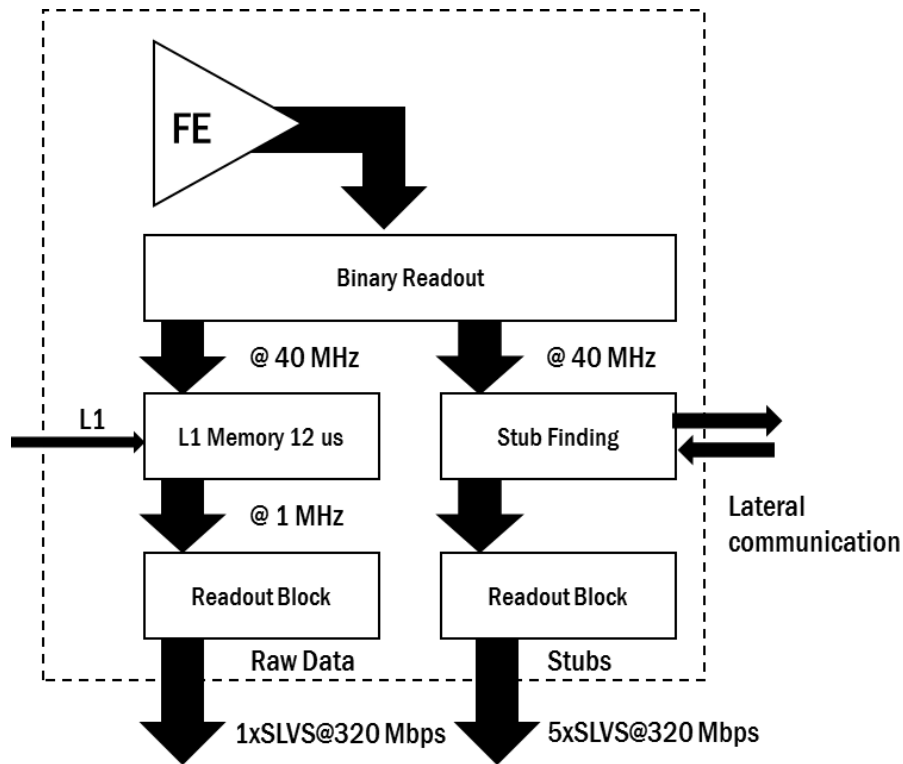 FE
Binary Readout
@ 40 MHz
@ 40 MHz
L1
L1 Memory 12 us
Stub Finding
@ 1 MHz
Lateral
communication
Readout Block
Readout Block
Raw Data
Stubs
1xSLVS@320 Mbps
5xSLVS@320 Mbps